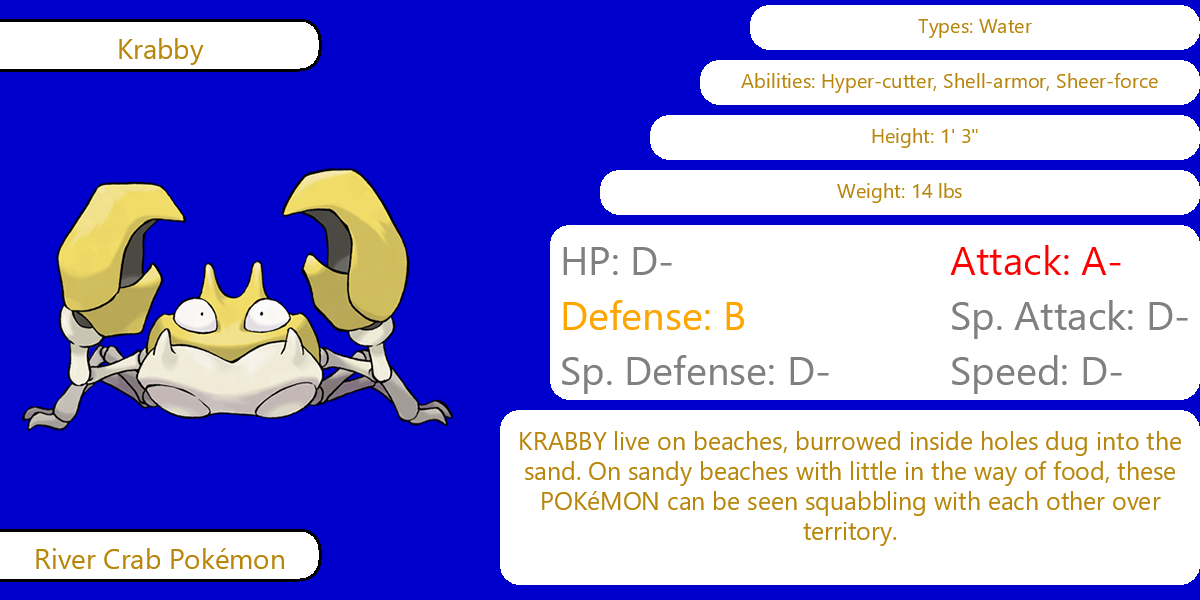 Krabby
River Crab Pokémon
Types: Water
Abilities: Hyper-cutter, Shell-armor, Sheer-force
Height: 1' 3"
Weight: 14 lbs
HP: D-
Attack: A-
Defense: B
Sp. Attack: D-
Sp. Defense: D-
Speed: D-
KRABBY live on beaches, burrowed inside holes dug into the
sand. On sandy beaches with little in the way of food, these
POKéMON can be seen squabbling with each other over
territory.